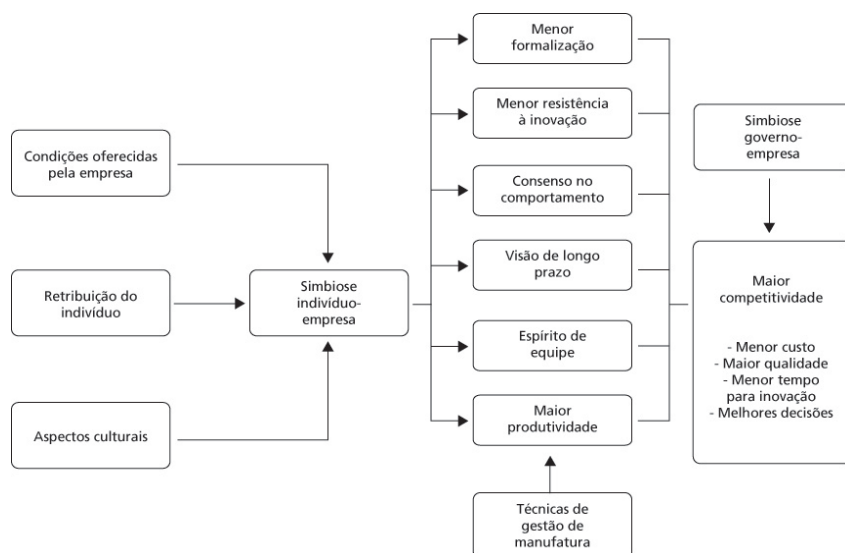 Condições oferecidas
pela empresa
Retribuição do
indivíduo
Aspectos culturais
Simbiose
indivíduo-
empresa
Menor
formalização
Menor resistência
à inovação
Consenso no
comportamento
Visão de longo
prazo
Espírito de
equipe
Maior
produtividade
Técnicas de
gestão de
manufatura
Simbiose
governo-
empresa
Maior
competitividade
- Menor custo
- Maior qualidade
- Menor tempo
para inovação
- Melhores decisões